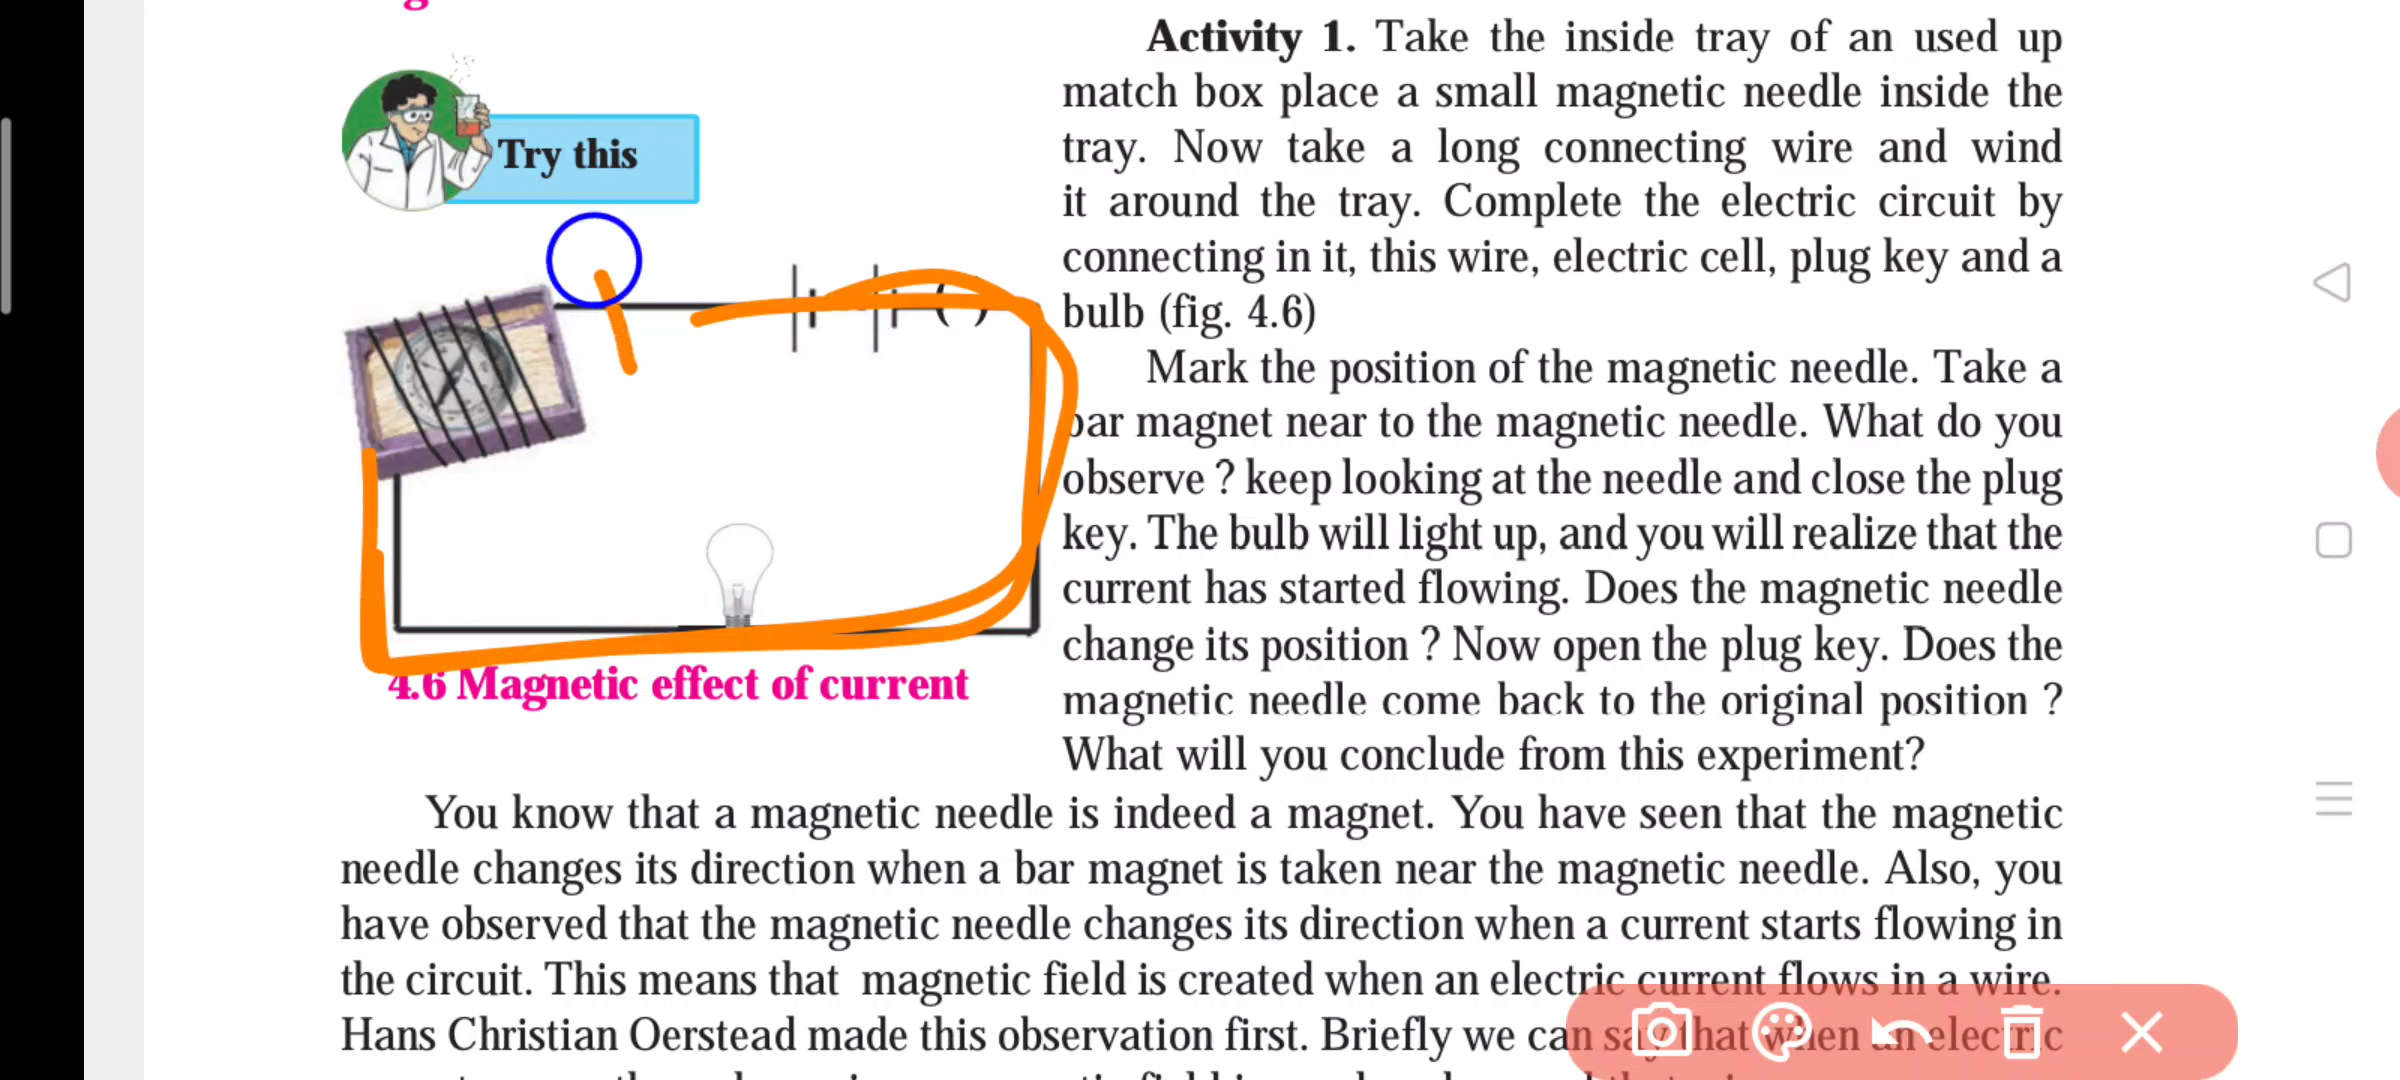 Activity 1. Take the inside tray of an used up
match box place a small magnetic needle inside the
tray. Now take a long connecting wire and wind
it around the tray. Complete the electric circuit by
connecting in it, this wire, electric cell, plug key and a
bulb (fig. 4.6)
Try this
Mark the position of the magnetic needle. Take a
bar magnet near to the magnetic needle. What do you
observe ? keep looking at the needle and close the plug
key. The bulb will light up, and you will realize that the
current has started flowing. Does the magnetic needle
change its position ? Now open the plug key. Does the
magnetic needle come back to the original position ?
What will you conclude from this experiment?
4.6 Magnetic effect of current
You know that a magnetic needle is indeed a magnet. You have seen that the magnetic
needle changes its direction when a bar magnet is taken near the magnetic needle. Also, you
have observed that the magnetic needle changes its direction when a current starts flowing in
the circuit. This means that magnetic field is created when an electric current flows in a wire.
Hans Christian Oerstead made this observation first. Briefly we can say that when an electric